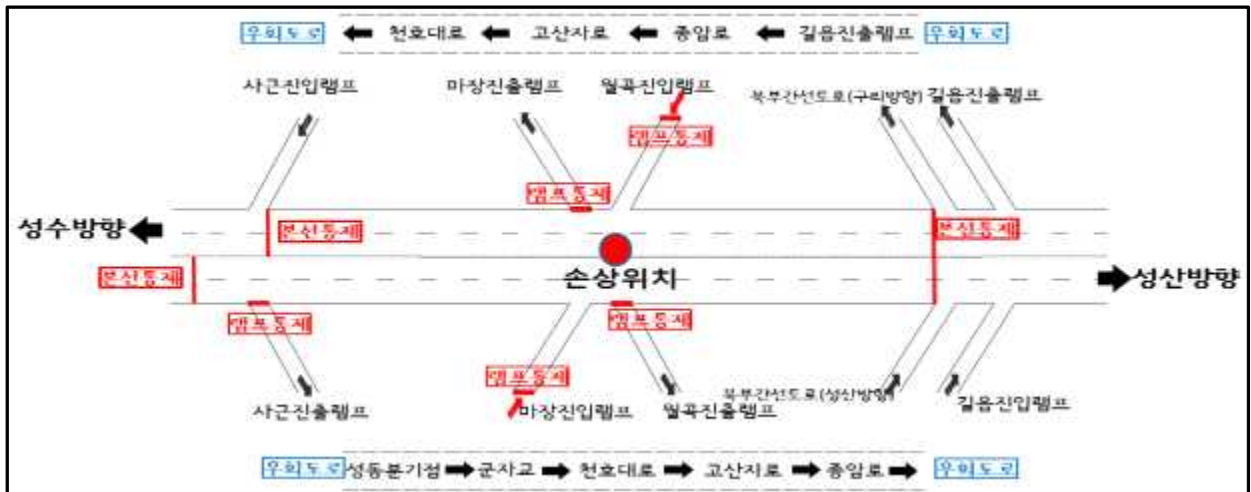 우회도로 ← 천호대로 ← 고산자로 ← 종암로 ← 길음진출램프 우회도로
사근진입램프 마장진출램프 월곡진입램프 북부간선도로(구리방향) 길음진출램프
램프통제
램프통제
성수방향 본선통제 본선통제
손상위치
본선통제 성산방향
램프통제 램프통제
램프통제
사근진출램프 마장진입램프 월곡진출램프 북부간선도로(성산방향) 길음진입램프
우회도로 성동분기점 → 군자교 → 천호대로 → 고산자로 → 종암로 → 우회도로